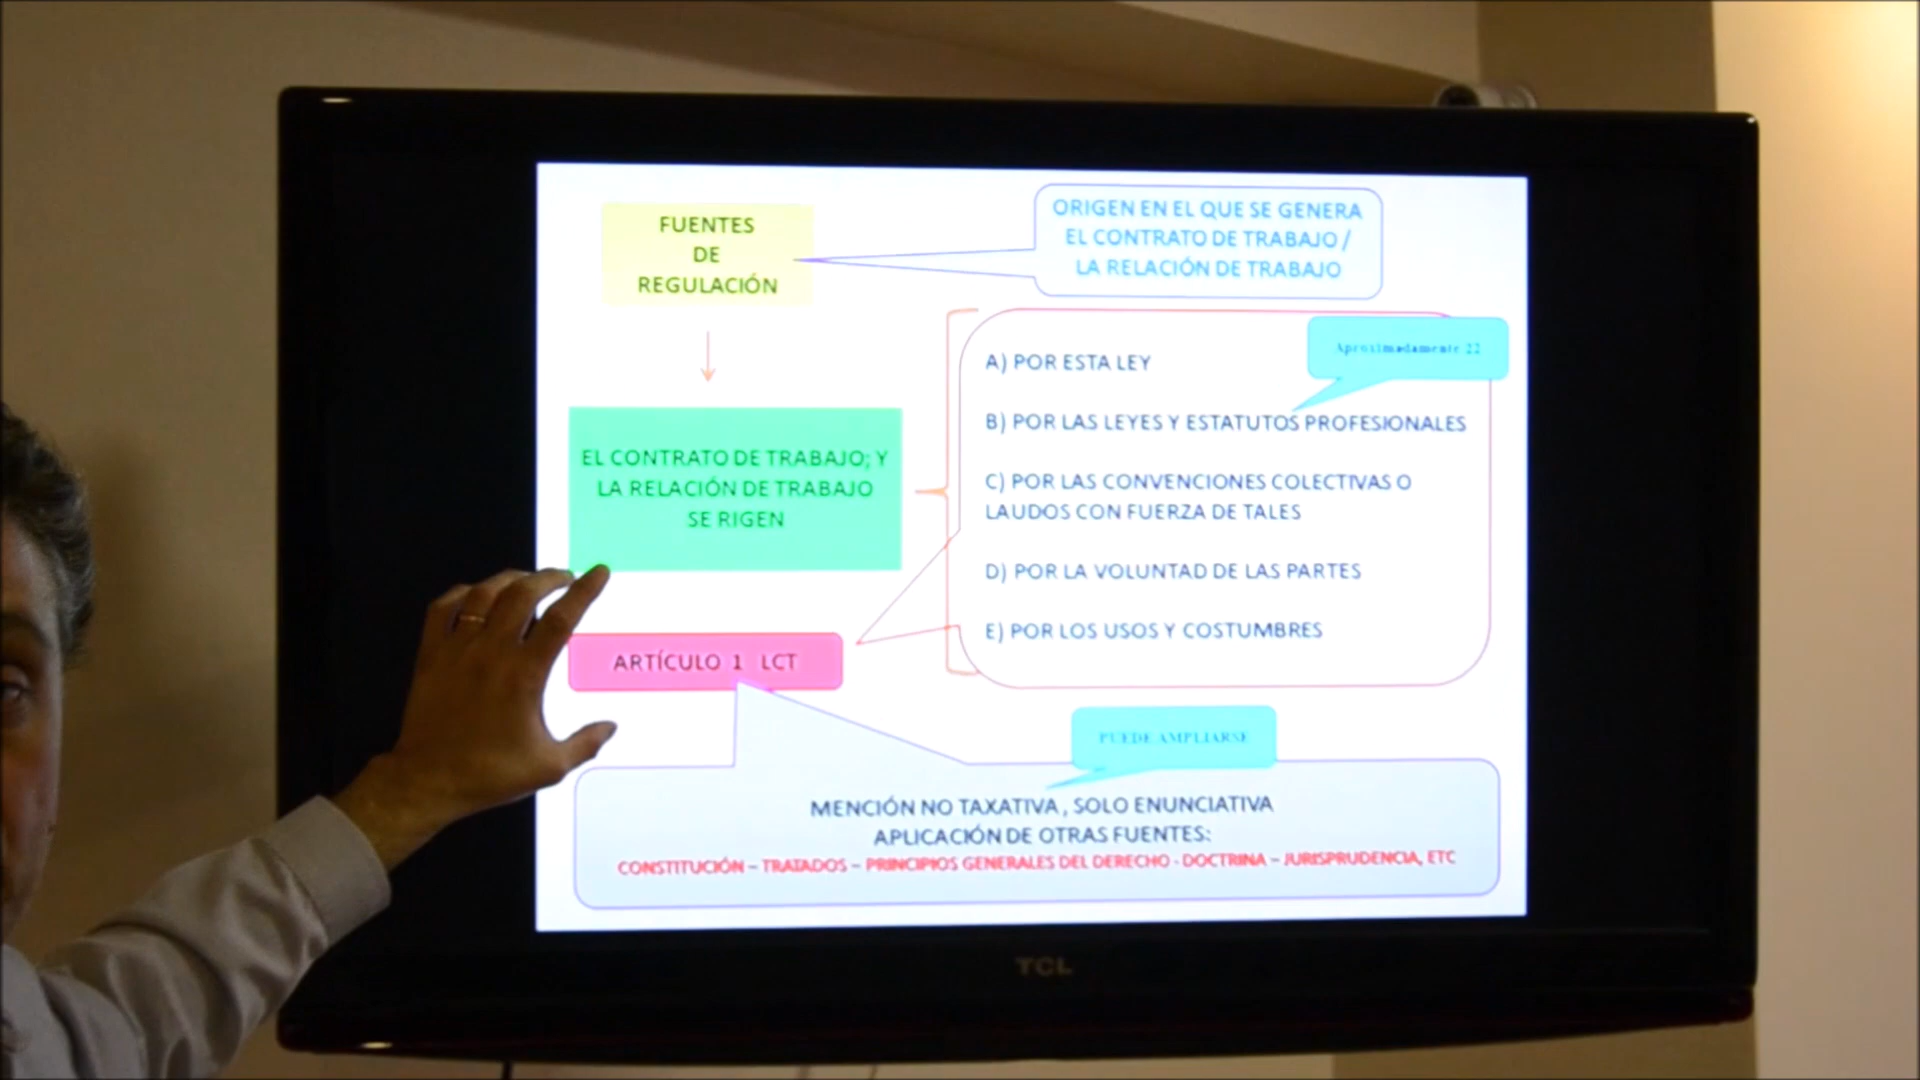 FUENTES
DE
REGULACIÓN
ORIGEN EN EL QUE SE GENERA
EL CONTRATO DE TRABAJO /
LA RELACIÓN DE TRABAJO
Aproximadamente 22
A) POR ESTA LEY
B) POR LAS LEYES Y ESTATUTOS PROFESIONALES
C) POR LAS CONVENCIONES COLECTIVAS O
LAUDOS CON FUERZA DE TALES
D) POR LA VOLUNTAD DE LAS PARTES
E) POR LOS USOS Y COSTUMBRES
EL CONTRATO DE TRABAJO; Y
LA RELACIÓN DE TRABAJO
SE RIGEN
ARTÍCULO 1 LCT
PUEDE AMPLIARSE
MENCIÓN NO TAXATIVA , SOLO ENUNCIATIVA
APLICACIÓN DE OTRAS FUENTES:
CONSTITUCIÓN – TRATADOS – PRINCIPIOS GENERALES DEL DERECHO - DOCTRINA – JURISPRUDENCIA, ETC
TCL